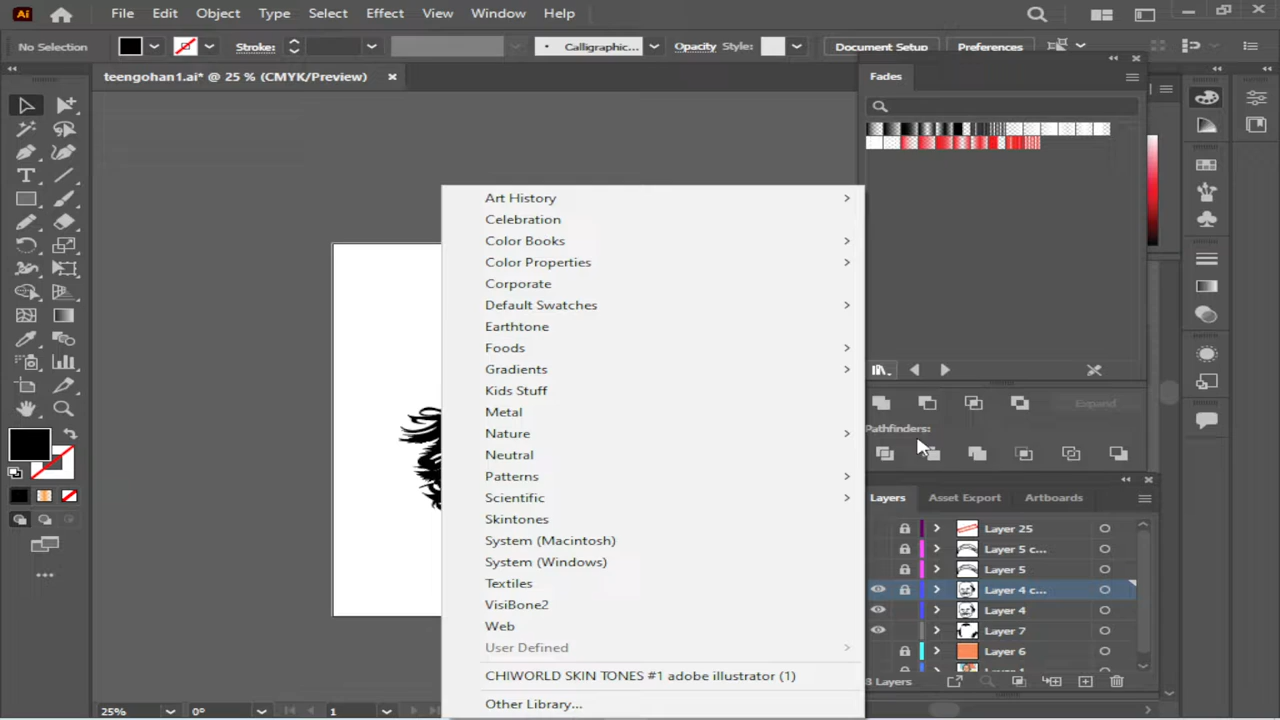 Ai File Edit Object Type Select Effect View Window Help
No Selection Stroke: Calligraphic... Opacity Style: Document Setup Preferences
teengohan1.ai* @ 25 % (CMYK/Preview)
Fades
Art History
Celebration
Color Books
Color Properties
Corporate
Default Swatches
Earthtone
Foods
Gradients
Kids Stuff
Metal
Nature
Neutral
Patterns
Scientific
Skintones
System (Macintosh)
System (Windows)
Textiles
VisiBone2
Web
User Defined
CHIWORLD SKIN TONES #1 adobe illustrator (1)
Other Library...
Expand
Pathfinders:
Layers Asset Export Artboards
Layer 25
Layer 5 c...
Layer 5
Layer 4 c...
Layer 4
Layer 7
Layer 6
Layers
25% 0° 1